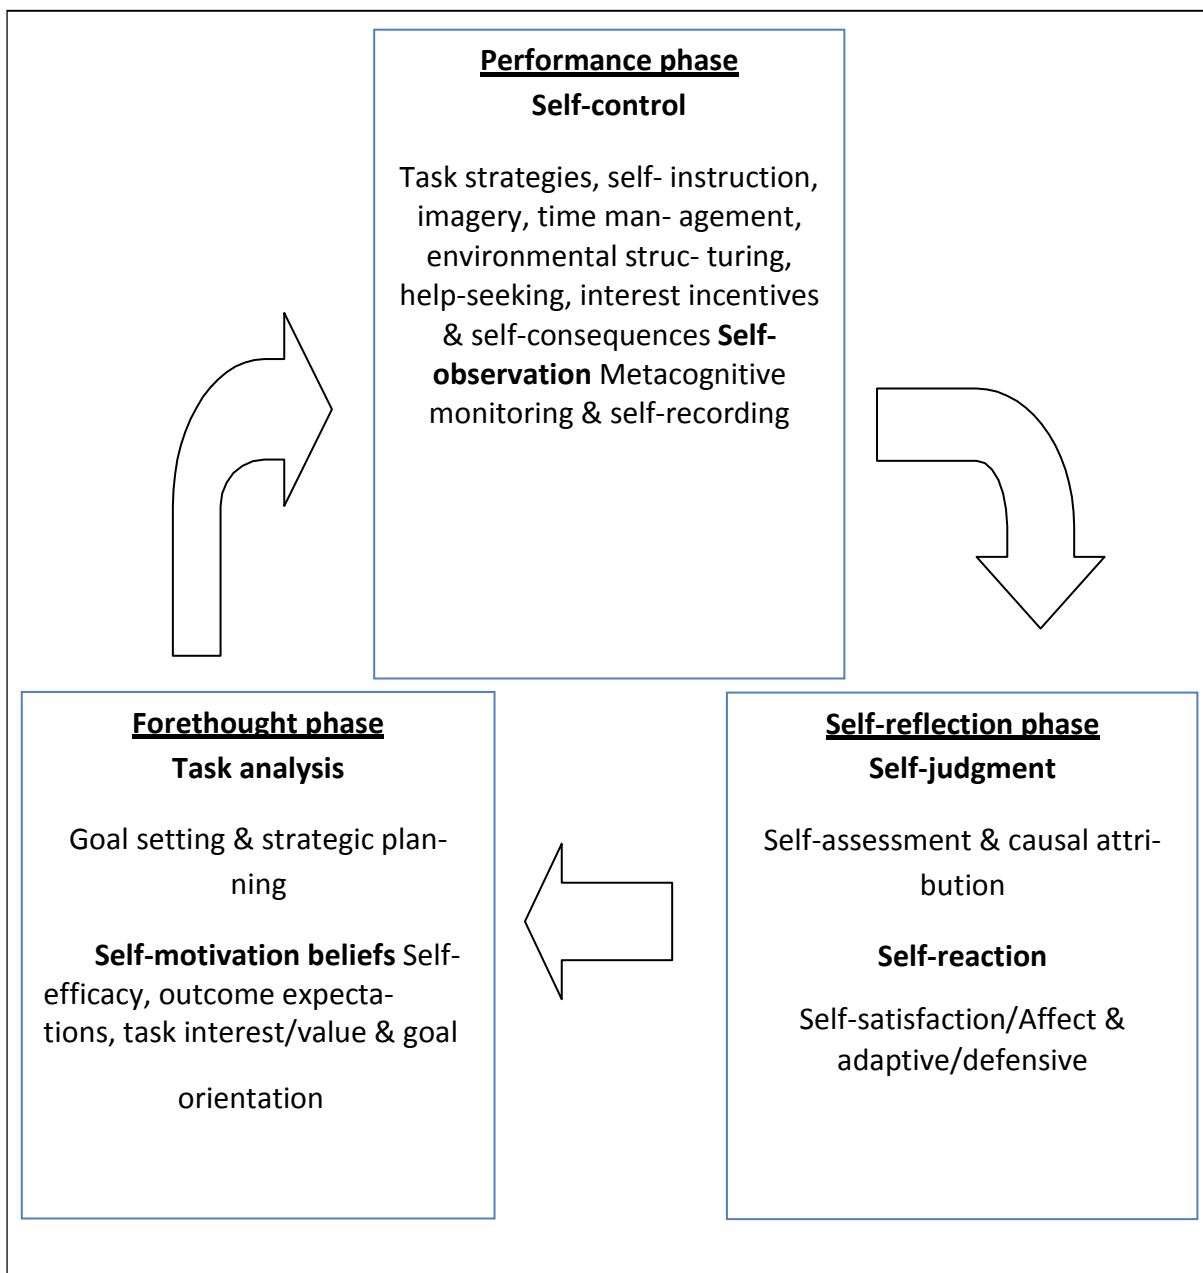 Performance phase
Self-control
Task strategies, self- instruction,
imagery, time man- agement,
environmental struc- turing,
help-seeking, interest incentives
& self-consequences Self-
observation Metacognitive
monitoring & self-recording
Forethought phase
Task analysis
Goal setting & strategic plan-
ning
Self-motivation beliefs Self-
efficacy, outcome expecta-
tions, task interest/value & goal
orientation
Self-reflection phase
Self-judgment
Self-assessment & causal attri-
bution
Self-reaction
Self-satisfaction/Affect &
adaptive/defensive